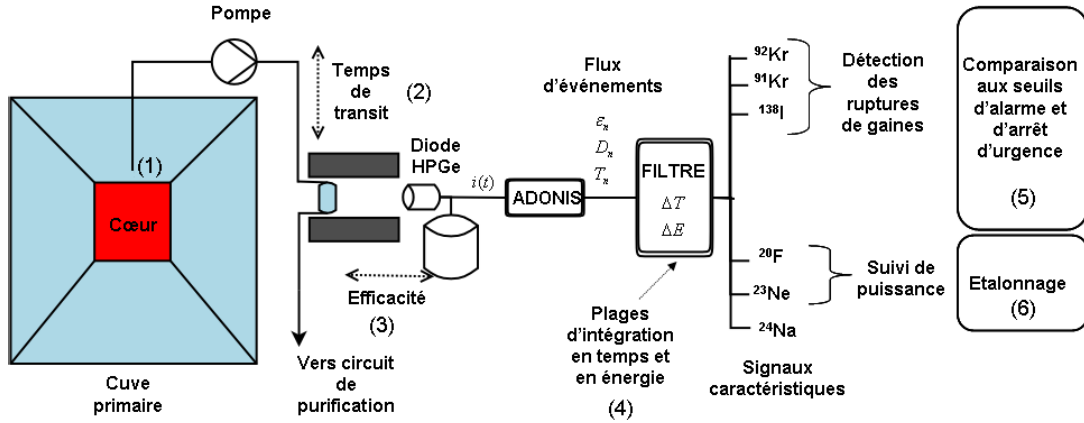 Pompe
Temps
de
transit
(2)
(1)
Cœur
Cuve
primaire
Diode
HPGe
i(t)
Efficacité
(3)
Vers circuit
de
purification
ADONIS
Flux
d'événements
εn
Dn
Tn
FILTRE
ΔT
ΔE
Plages
d'intégration
en temps et
en énergie
(4)
92Kr
91Kr
138I
20F
23Ne
24Na
Signaux
caractéristiques
Détection
des
ruptures
de gaines
Suivi de
puissance
Comparaison
aux seuils
d'alarme et
d'arrêt
d'urgence
(5)
Etalonnage
(6)